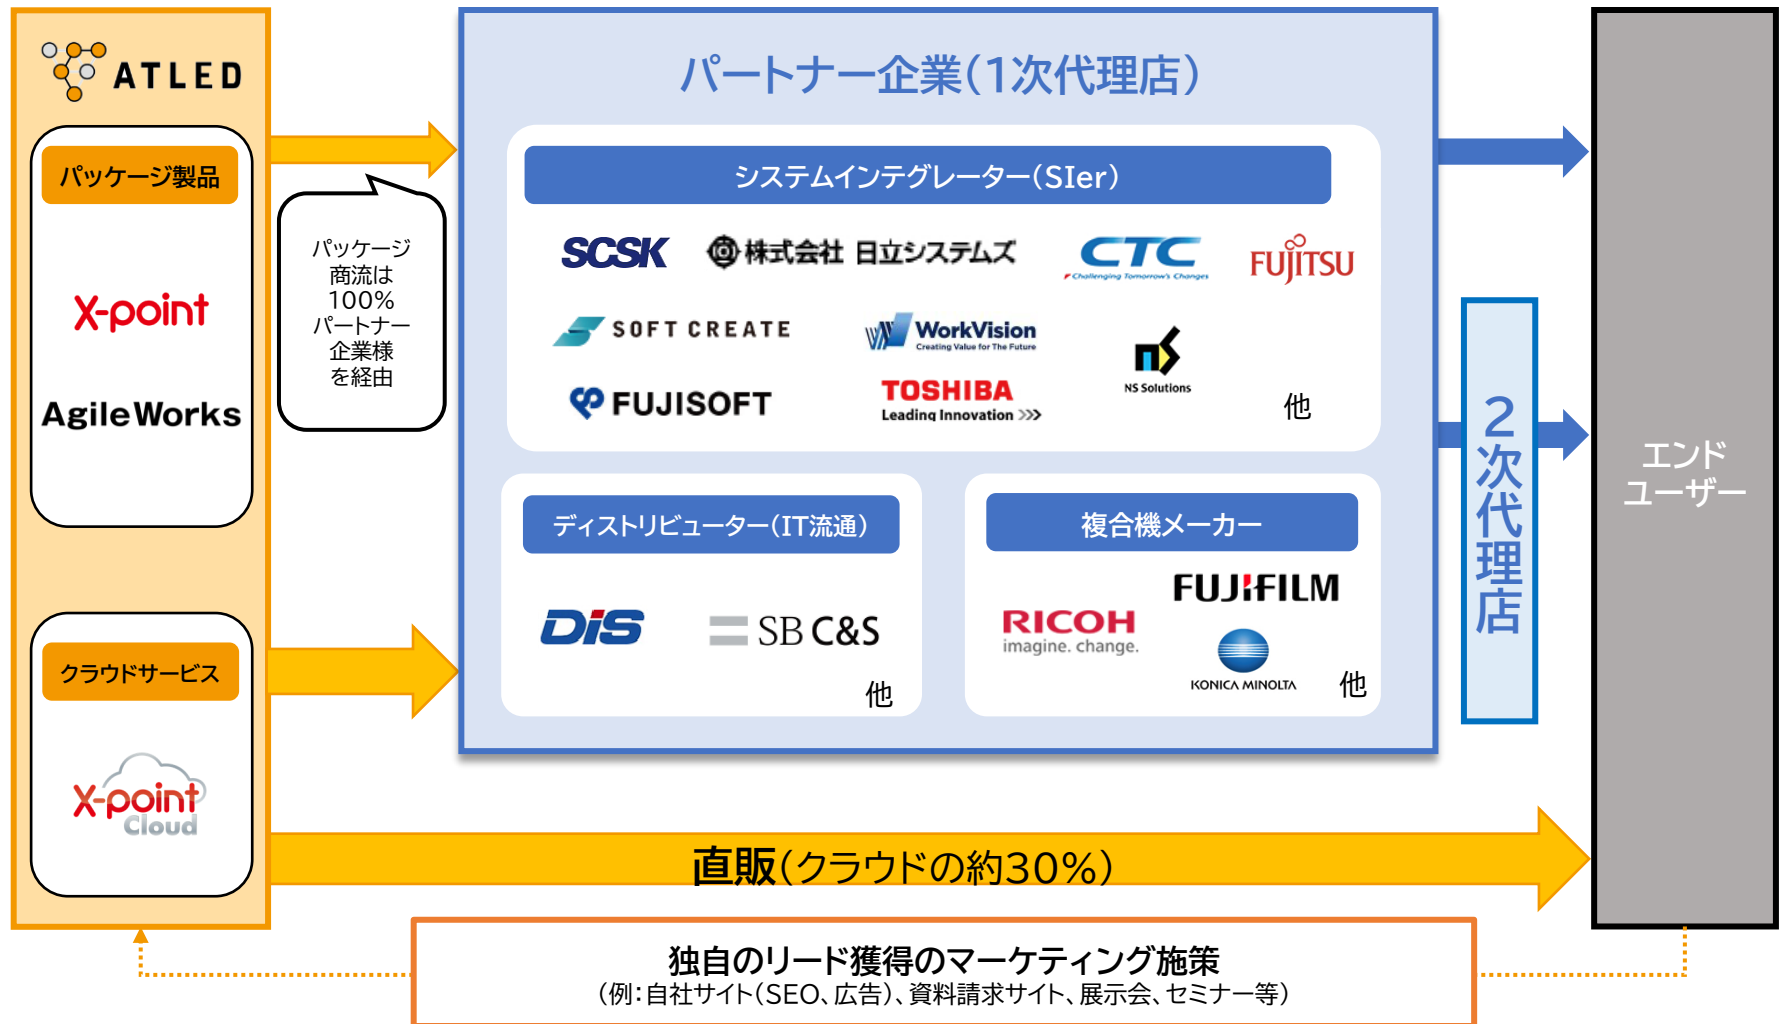 ATLED
パッケージ製品
X-point
AgileWorks
クラウドサービス
X-point
Cloud
パッケージ
商流は
100%
パートナー
企業様
を経由
パートナー企業(1次代理店)
システムインテグレーター(SIer)
SCSK
株式会社 日立システムズ
CTC
Challenging Tomorrow's Changes
FUJITSU
SOFT CREATE
WorkVision
Creating Value for The Future
NS Solutions
FUJISOFT
TOSHIBA
Leading Innovation >>>
他
ディストリビューター(IT流通)
DiS
SB C&S
他
複合機メーカー
RICOH
imagine. change.
FUJIFILM
KONICA MINOLTA
他
2次代理店
エンド
ユーザー
直販(クラウドの約30%)
独自のリード獲得のマーケティング施策
(例:自社サイト(SEO、広告)、資料請求サイト、展示会、セミナー等)